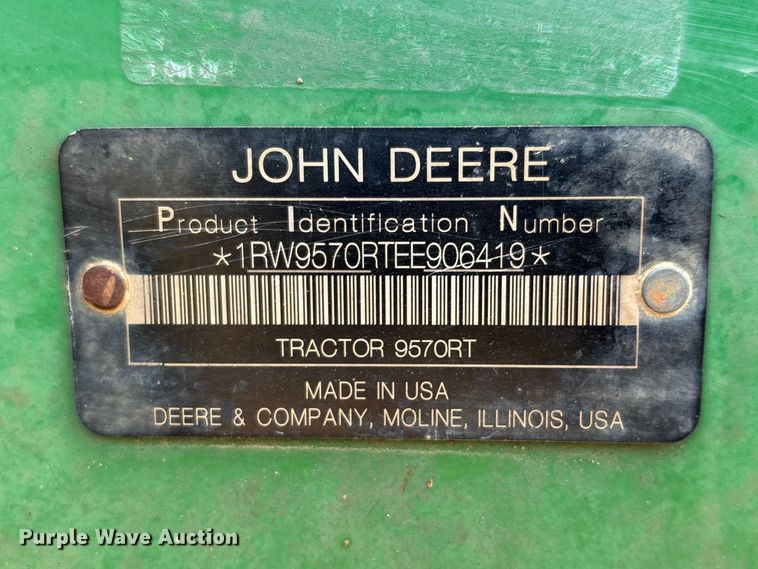 JOHN DEERE
Product Identification Number
*1RW9570RTEE906419*
TRACTOR 9570RT
MADE IN USA
DEERE & COMPANY, MOLINE, ILLINOIS, USA
Purple Wave Auction